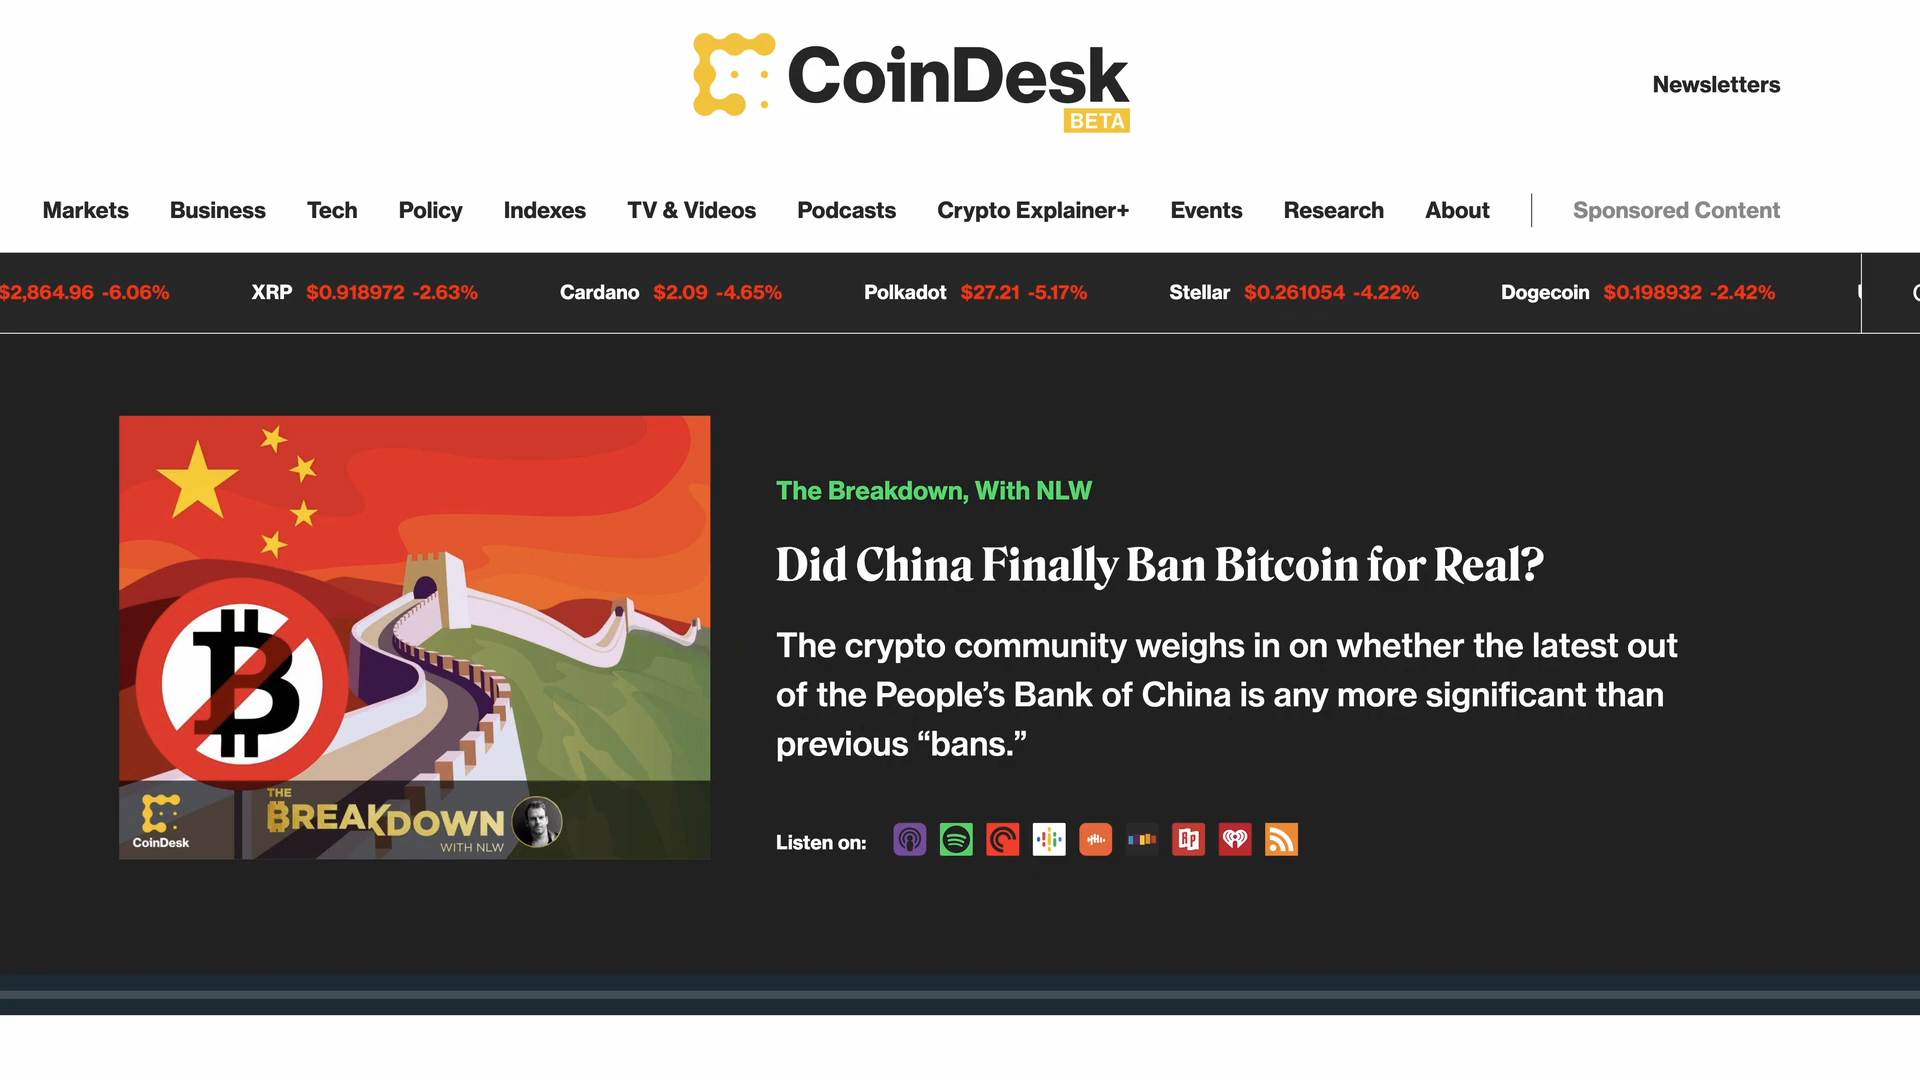 CoinDesk
BETA
Newsletters
Markets Business Tech Policy Indexes TV & Videos Podcasts Crypto Explainer+ Events Research About Sponsored Content
$2,864.96 -6.06% XRP $0.918972 -2.63% Cardano $2.09 -4.65% Polkadot $27.21 -5.17% Stellar $0.261054 -4.22% Dogecoin $0.198932 -2.42%
The Breakdown, With NLW
Did China Finally Ban Bitcoin for Real?
The crypto community weighs in on whether the latest out
of the People’s Bank of China is any more significant than
previous “bans.”
Listen on:
CoinDesk
THE
BREAKDOWN
WITH NLW